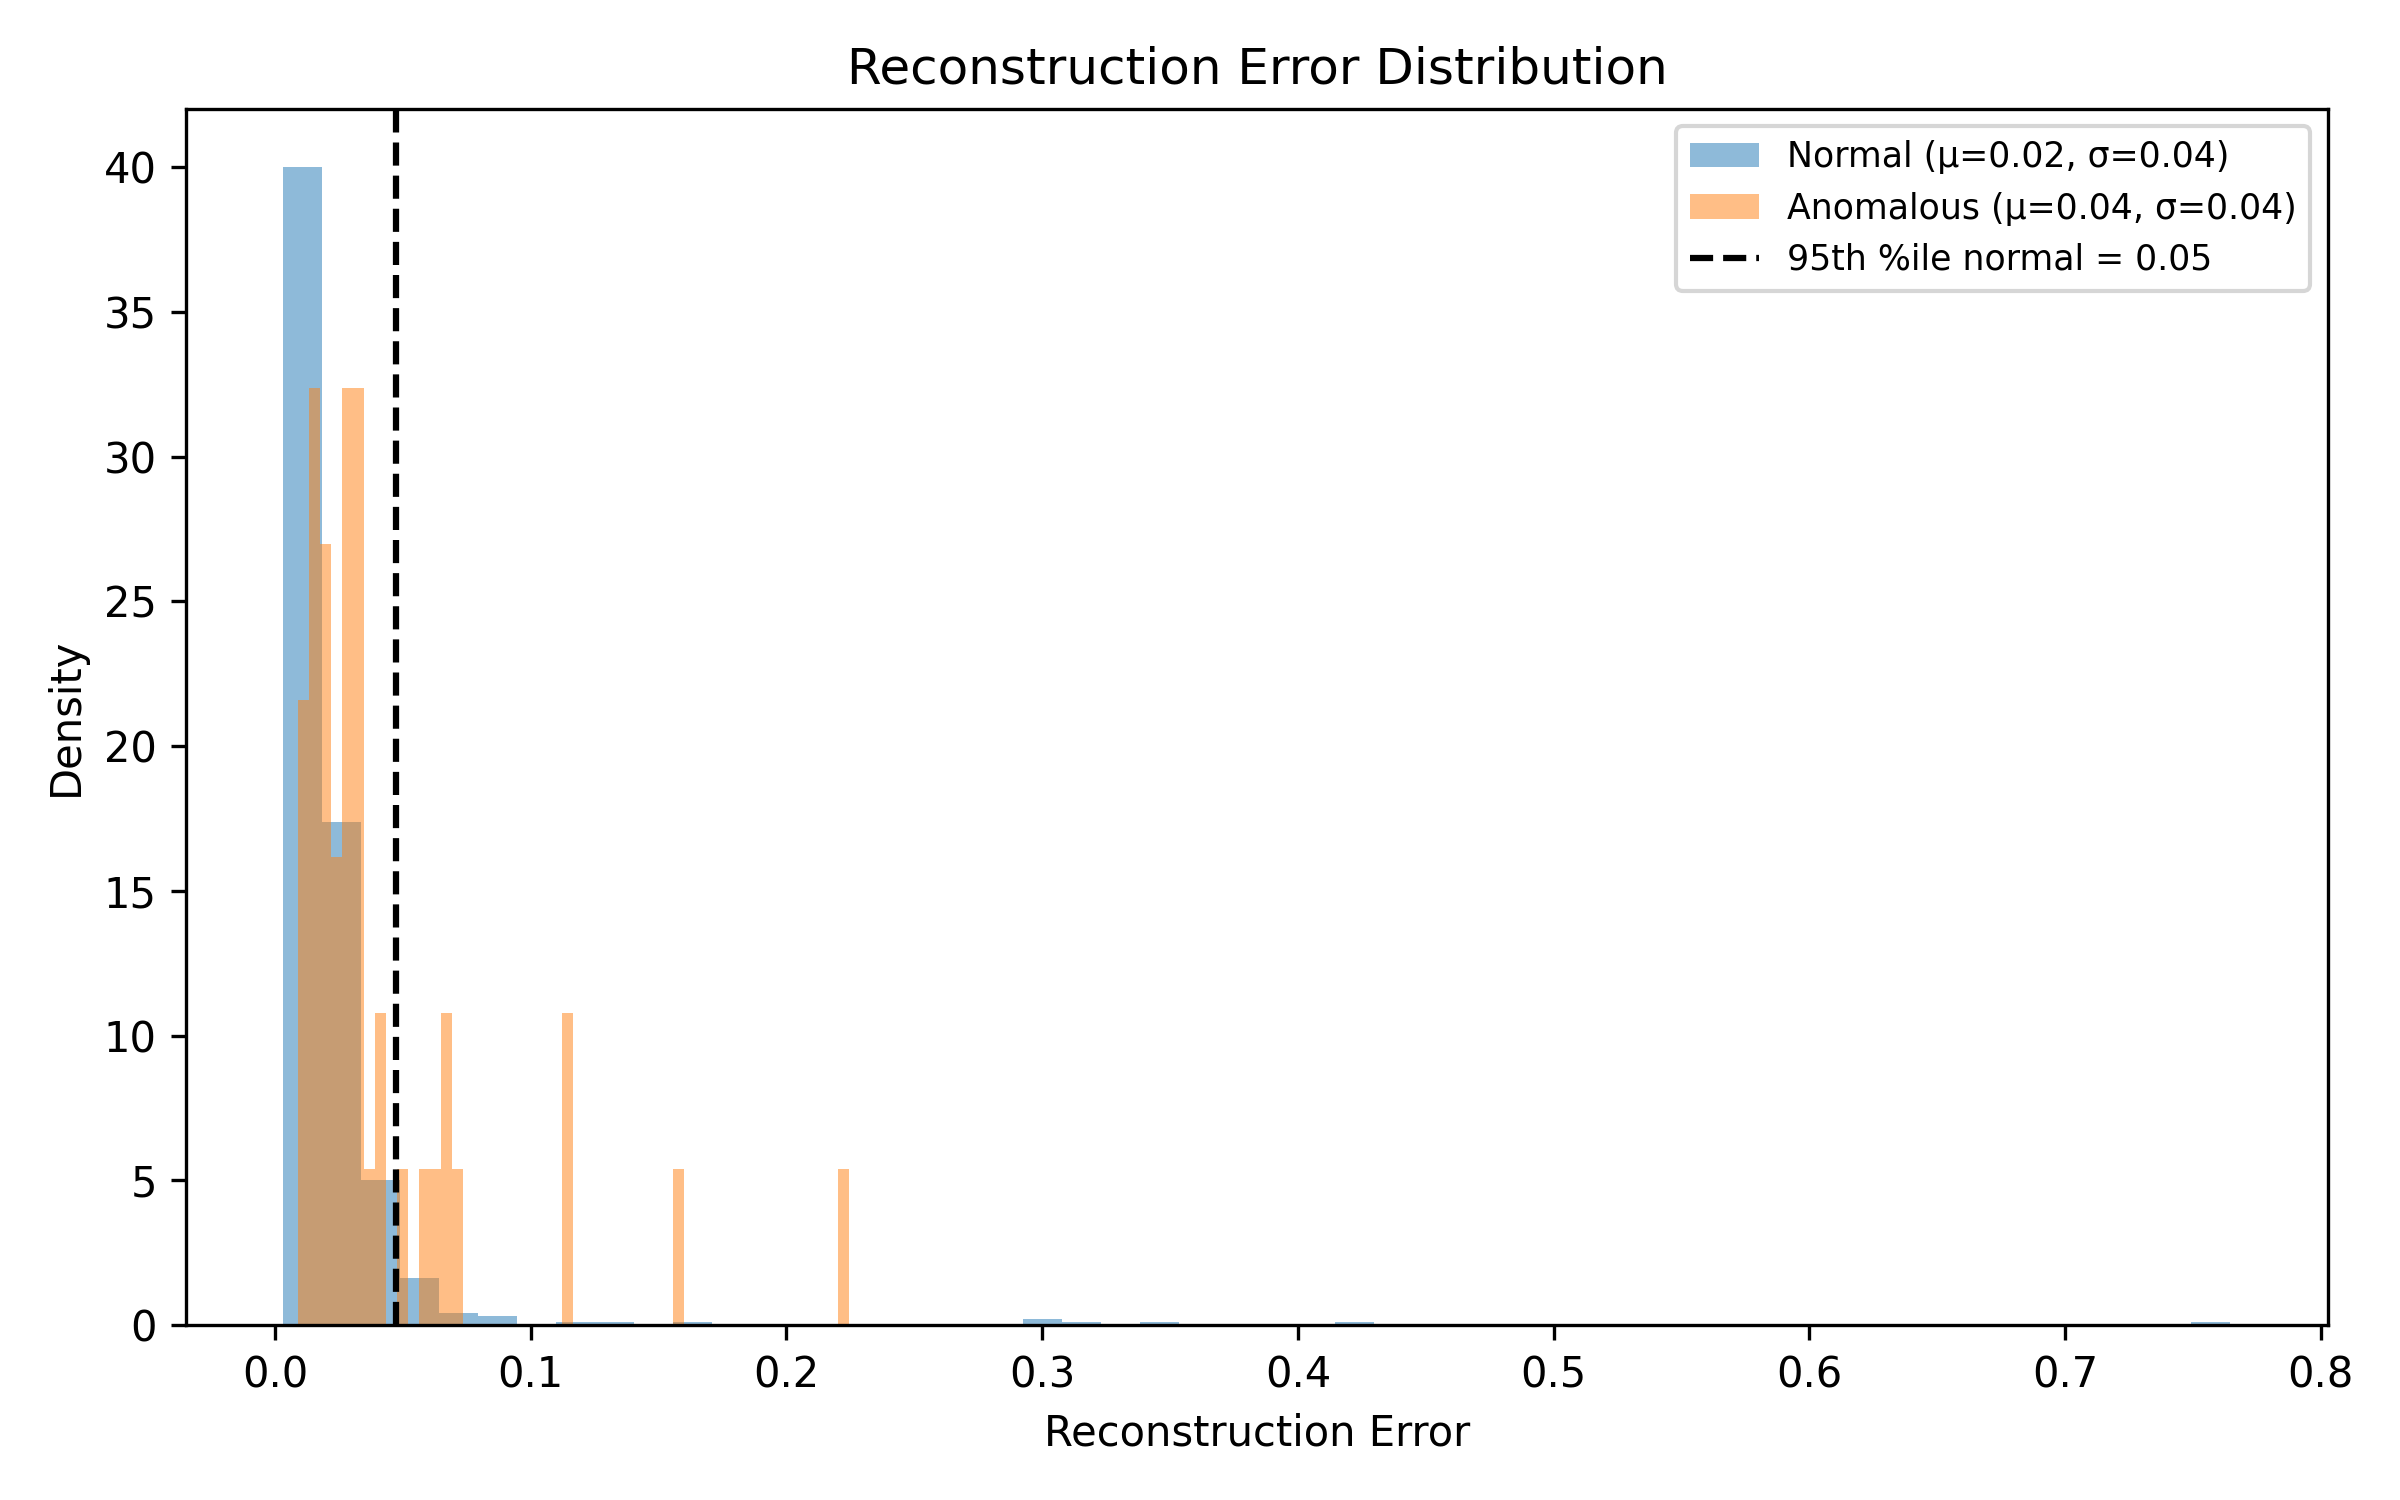 Reconstruction Error Distribution
Normal (μ=0.02, σ=0.04)
Anomalous (μ=0.04, σ=0.04)
95th %ile normal = 0.05
Density
40
35
30
25
20
15
10
5
0
0.0 0.1 0.2 0.3 0.4 0.5 0.6 0.7 0.8
Reconstruction Error